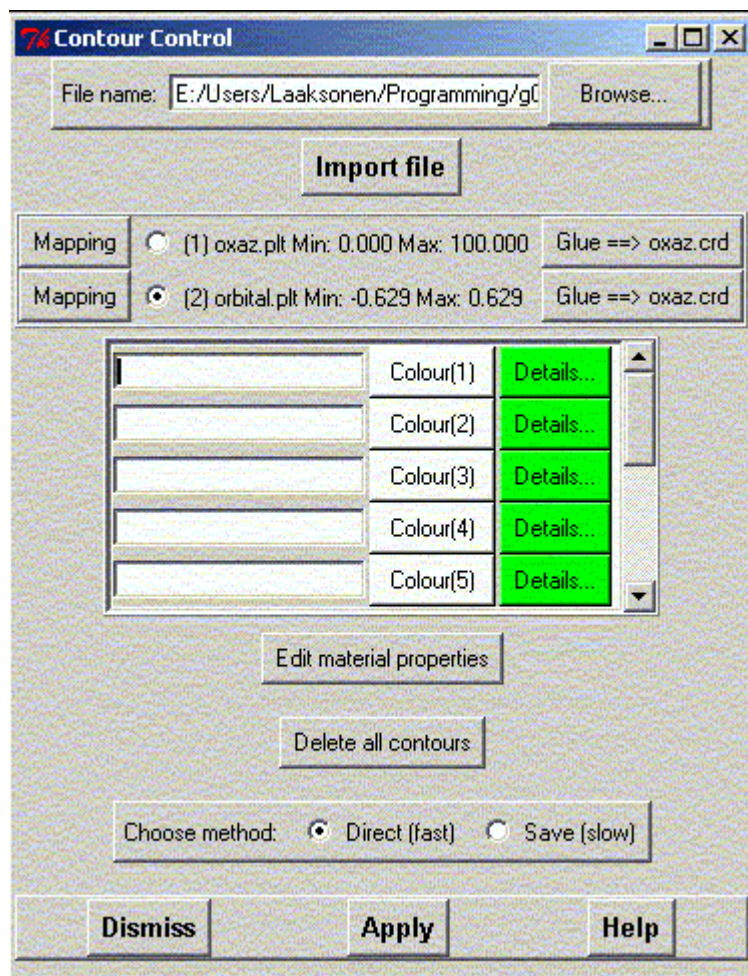 Contour Control
File name: E:/Users/Laaksonen/Programming/g0 Browse...
Import file
Mapping (1) oxaz.plt Min: 0.000 Max: 100.000 Glue ==> oxaz.crd
Mapping (2) orbital.plt Min: -0.629 Max: 0.629 Glue ==> oxaz.crd
Colour(1) Details...
Colour(2) Details...
Colour(3) Details...
Colour(4) Details...
Colour(5) Details...
Edit material properties
Delete all contours
Choose method: Direct (fast) Save (slow)
Dismiss Apply Help